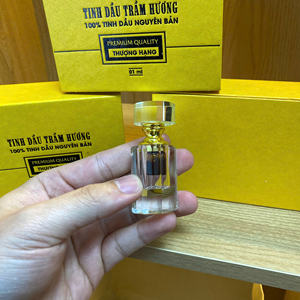 TINH DẦU TRẦM HƯƠNG
100% TINH DẦU NGUYÊN BẢN
PREMIUM QUALITY
THƯỢNG HẠNG
01 ml
TINH DẦU TRẦM HƯƠNG
100% TINH DẦU NGUYÊN BẢN
PREMIUM QUALITY
THƯỢNG